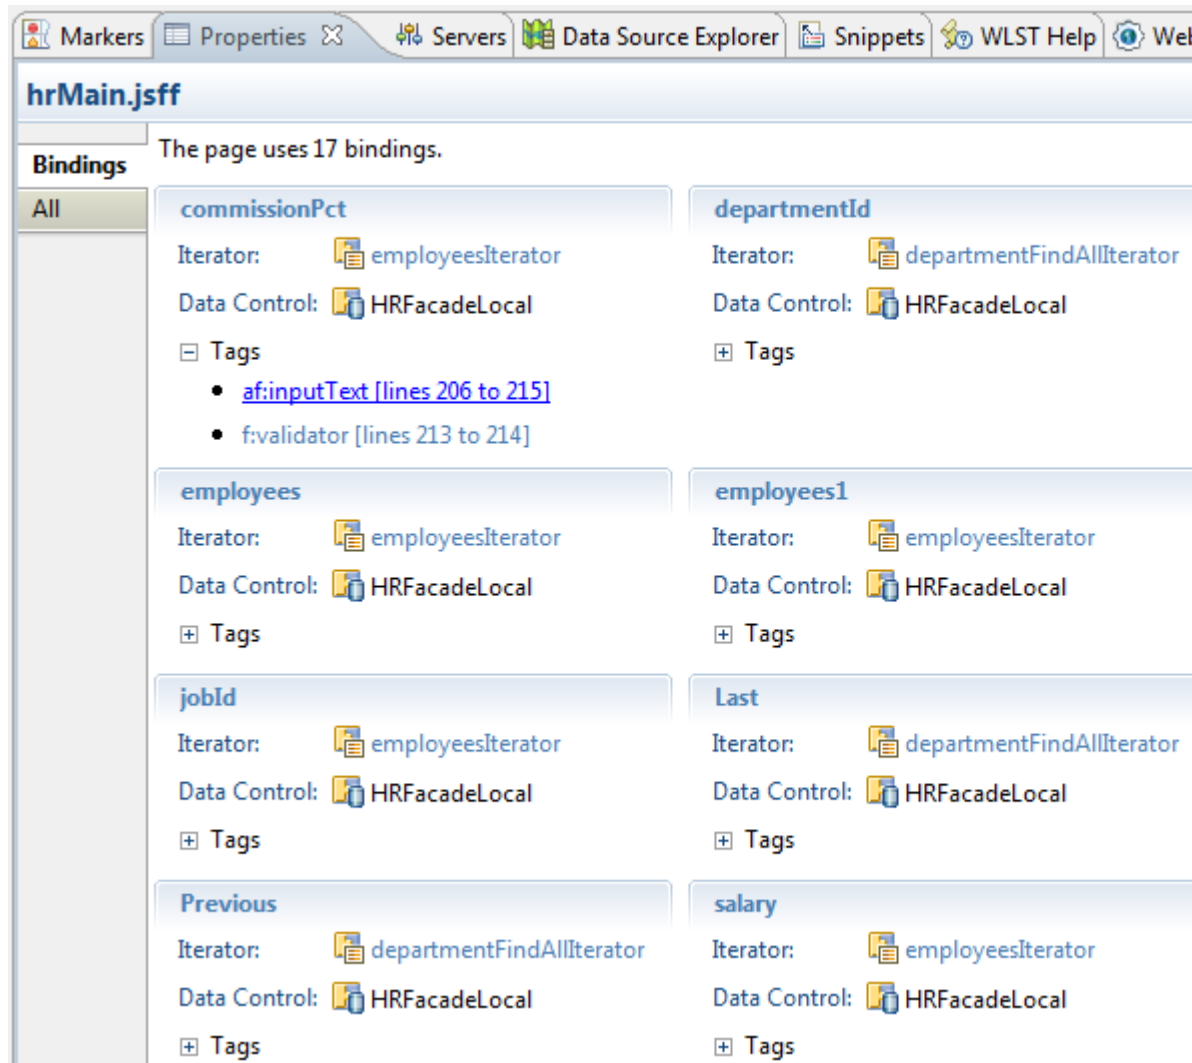 Markers Properties Servers Data Source Explorer Snippets WLST Help We
hrMain.jsff
Bindings
All
The page uses 17 bindings.
commissionPct departmentId
Iterator: employeesIterator Iterator: departmentFindAllIterator
Data Control: HRFacadeLocal Data Control: HRFacadeLocal
Tags Tags
• af:inputText [lines 206 to 215]
• f:validator [lines 213 to 214]
employees employees1
Iterator: employeesIterator Iterator: employeesIterator
Data Control: HRFacadeLocal Data Control: HRFacadeLocal
Tags Tags
jobId Last
Iterator: employeesIterator Iterator: departmentFindAllIterator
Data Control: HRFacadeLocal Data Control: HRFacadeLocal
Tags Tags
Previous salary
Iterator: departmentFindAllIterator Iterator: employeesIterator
Data Control: HRFacadeLocal Data Control: HRFacadeLocal
Tags Tags